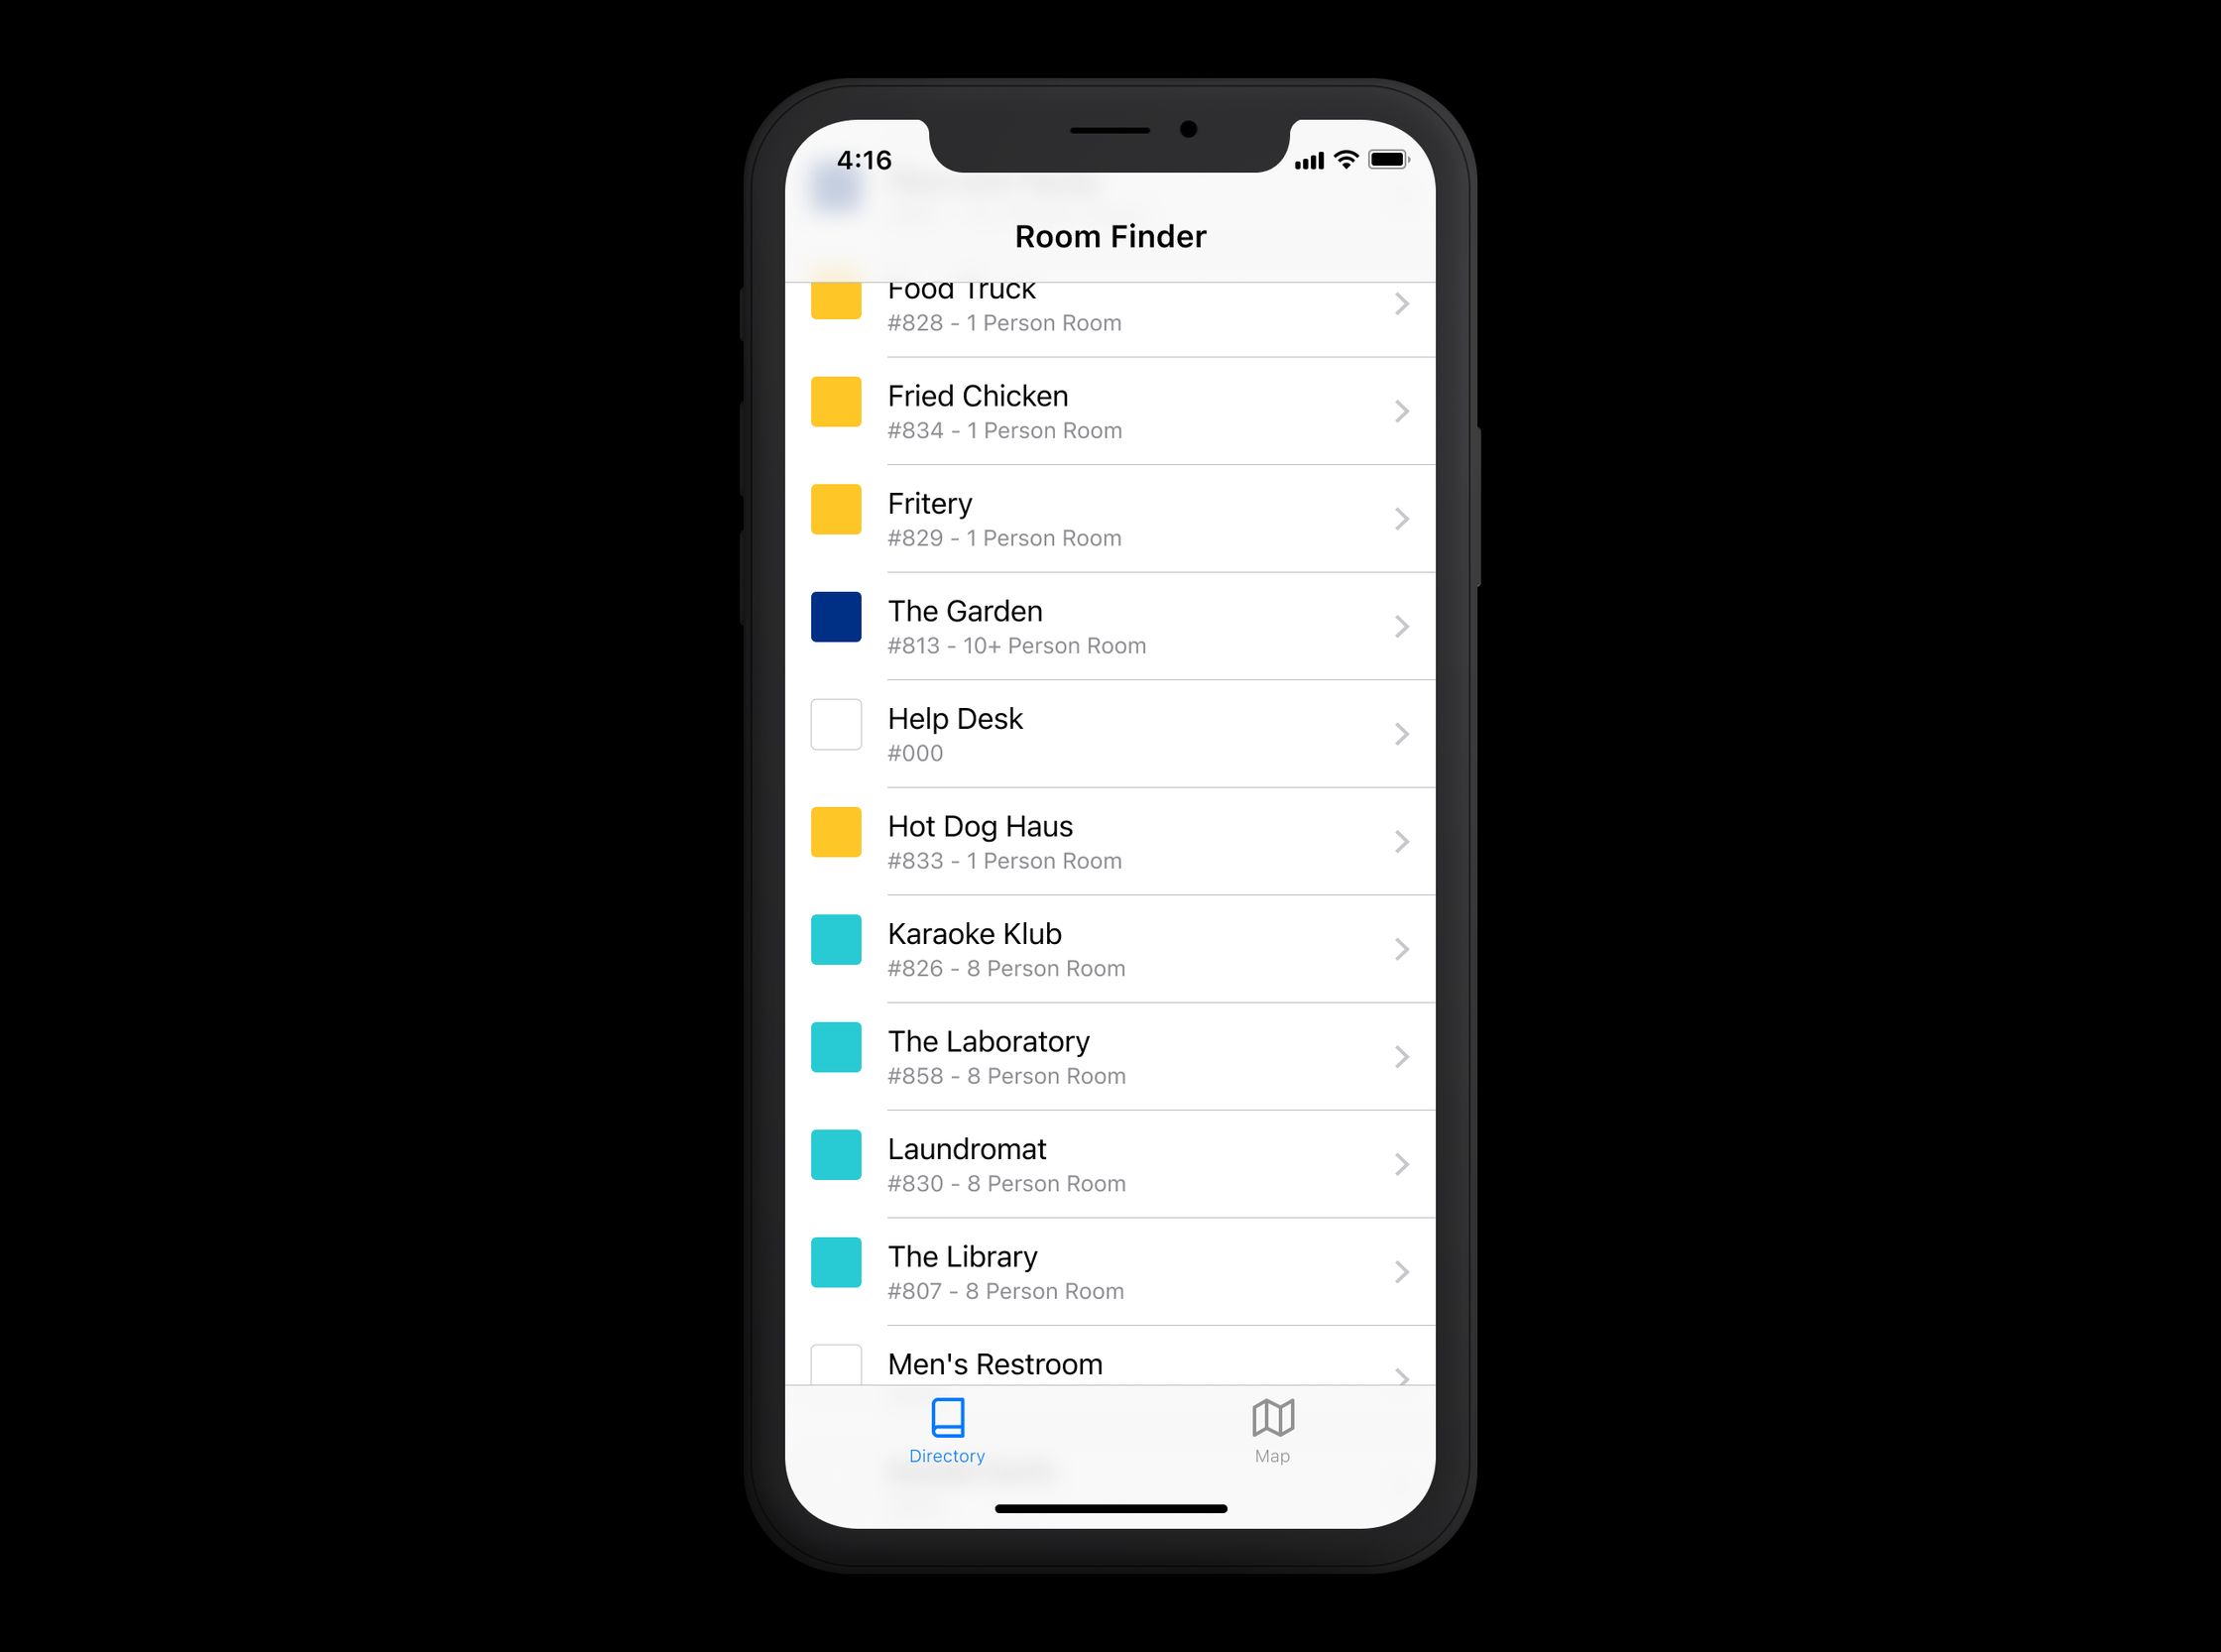 4:16
Room Finder
Food Truck
#828 - 1 Person Room
Fried Chicken
#834 - 1 Person Room
Fritery
#829 - 1 Person Room
The Garden
#813 - 10+ Person Room
Help Desk
#000
Hot Dog Haus
#833 - 1 Person Room
Karaoke Klub
#826 - 8 Person Room
The Laboratory
#858 - 8 Person Room
Laundromat
#830 - 8 Person Room
The Library
#807 - 8 Person Room
Men's Restroom
Directory
Map